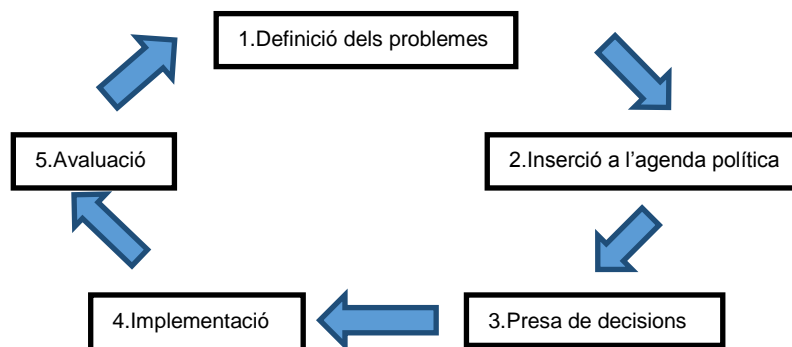 1.Definició dels problemes
2.Inserció a l’agenda política
3.Presa de decisions
4.Implementació
5.Avaluació